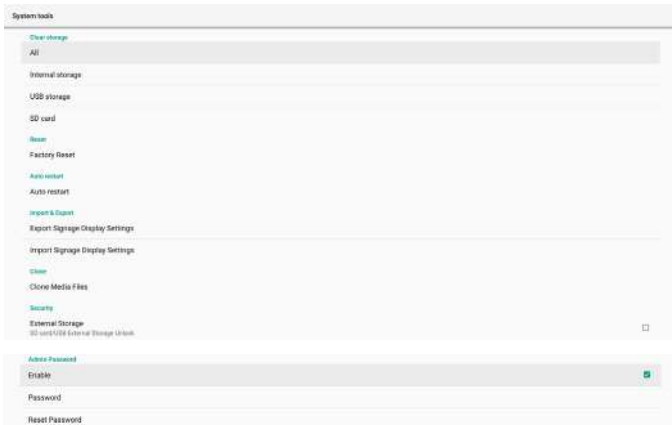 System tools
Clear storage
All
Internal storage
USB storage
SD card
Reset
Factory Reset
Auto restart
Auto restart
Import & Export
Export Signage Display Settings
Import Signage Display Settings
Clone
Clone Media Files
Security
External Storage
SD card/USB External Storage Unlock
Admin Password
Enable
Password
Reset Password